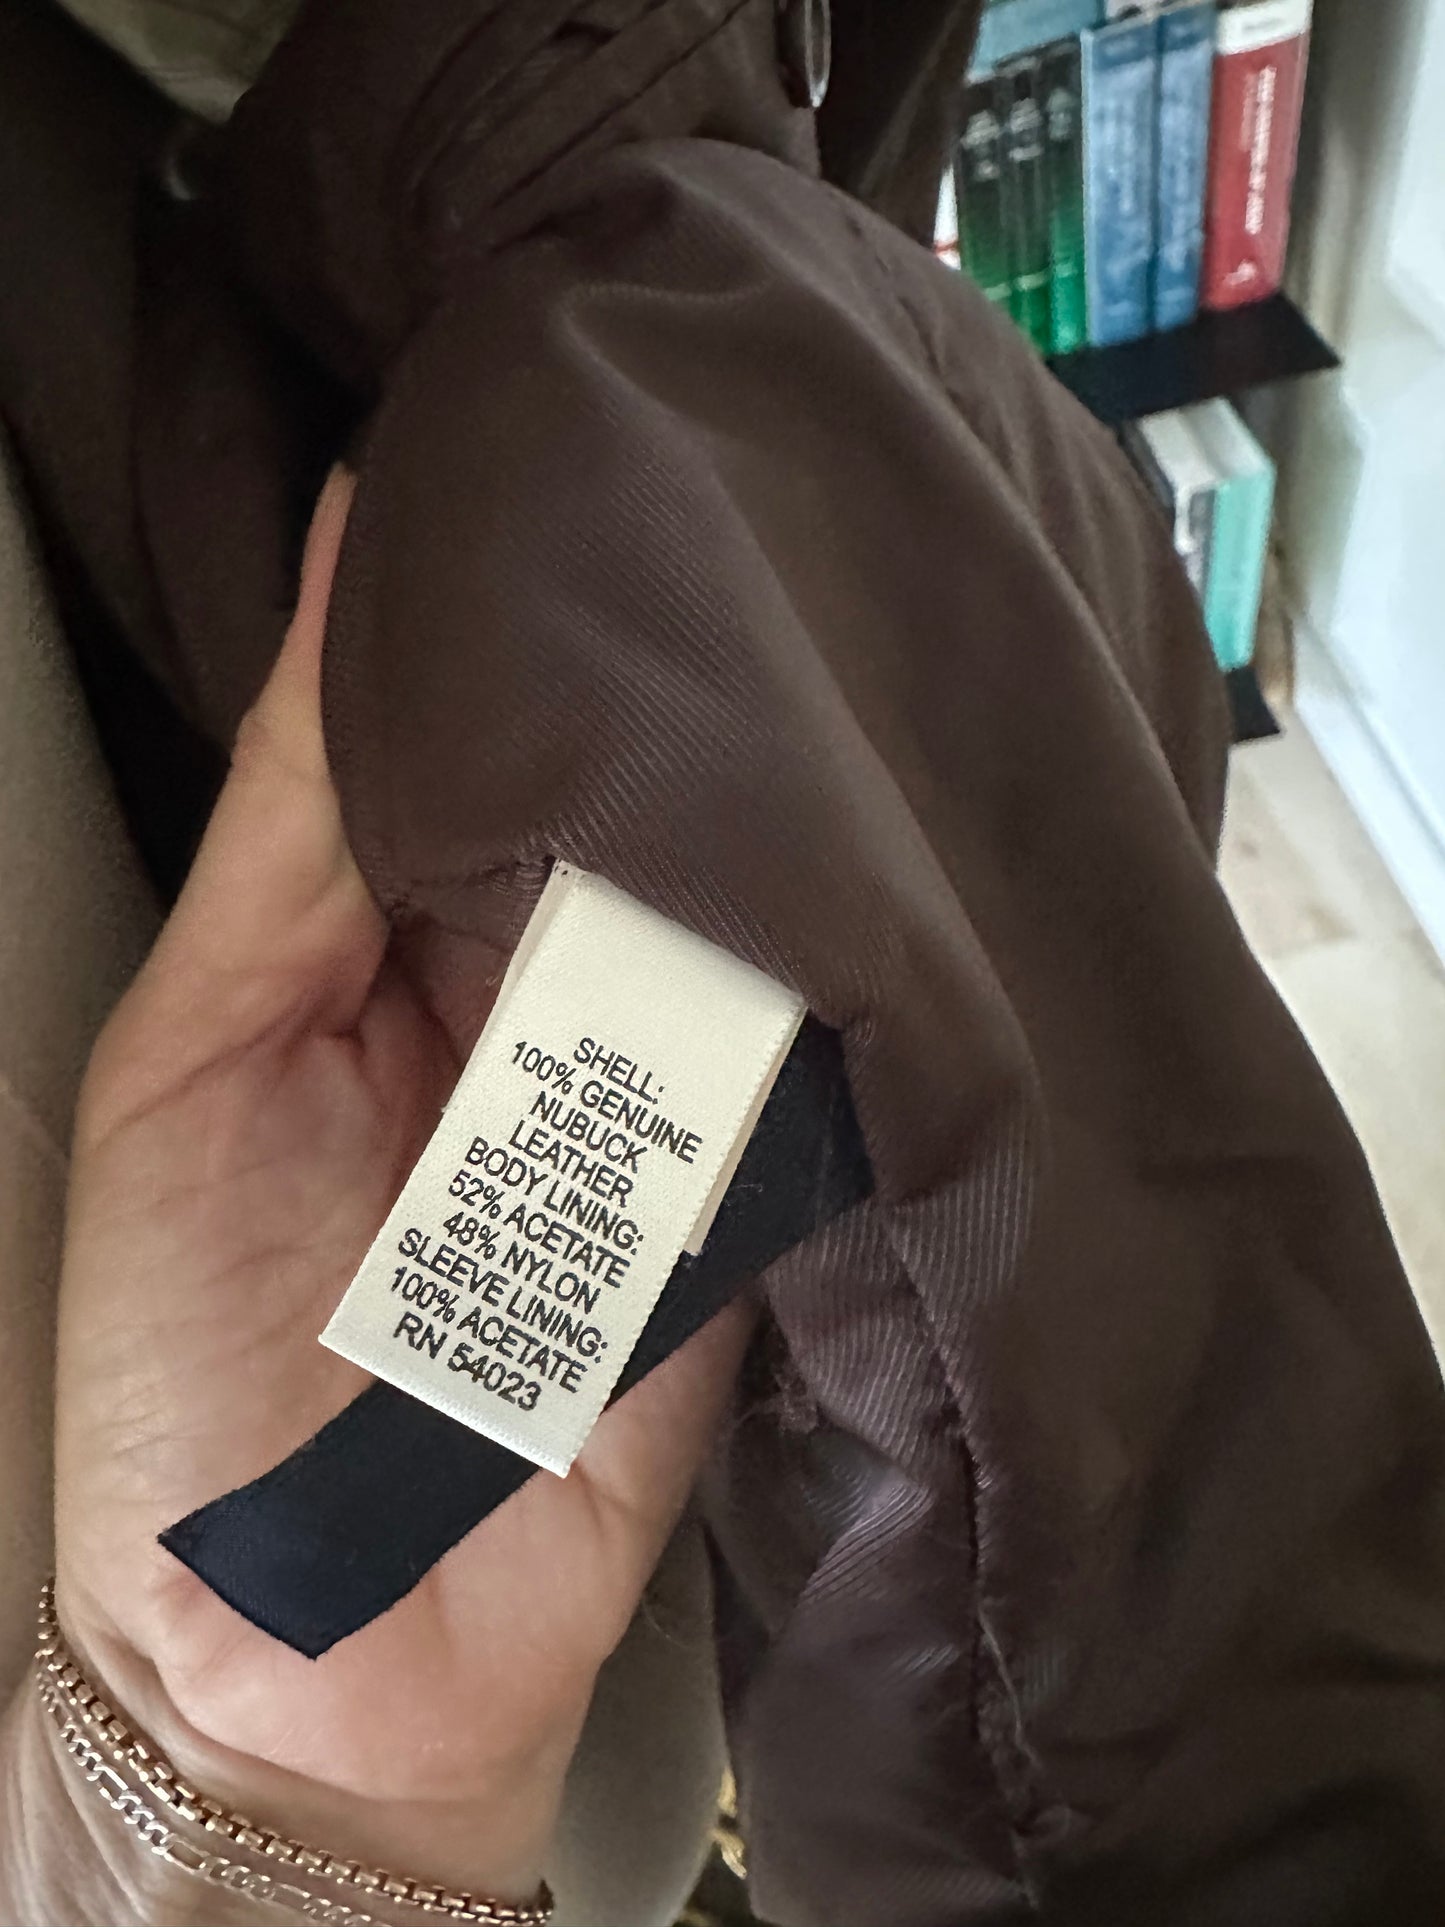 SHELL:
100% GENUINE
NUBUCK
LEATHER
BODY LINING:
52% ACETATE
48% NYLON
SLEEVE LINING:
100% ACETATE
RN 54023